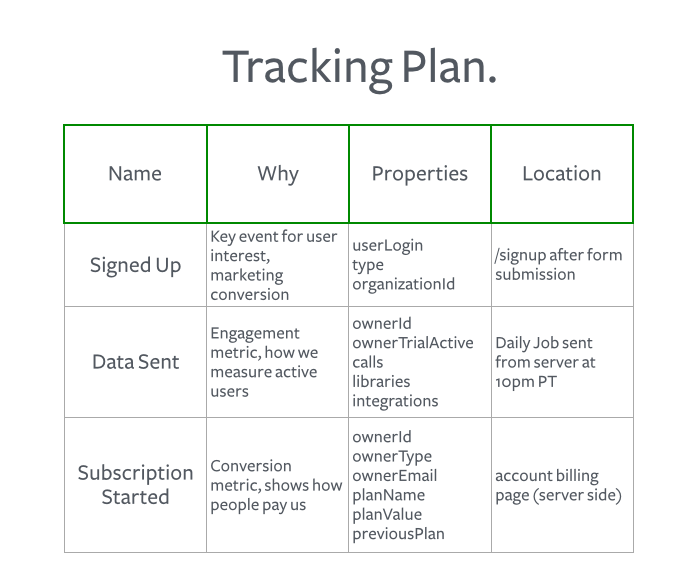 Tracking Plan.
Name
Why
Properties
Location
Signed Up
Key event for user
interest,
marketing
conversion
userLogin
type
organizationId
/signup after form
submission
Data Sent
Engagement
metric, how we
measure active
users
ownerId
ownerTrialActive
calls
libraries
integrations
Daily Job sent
from server at
10pm PT
Subscription
Started
Conversion
metric, shows how
people pay us
ownerId
ownerType
ownerEmail
planName
planValue
previousPlan
account billing
page (server side)